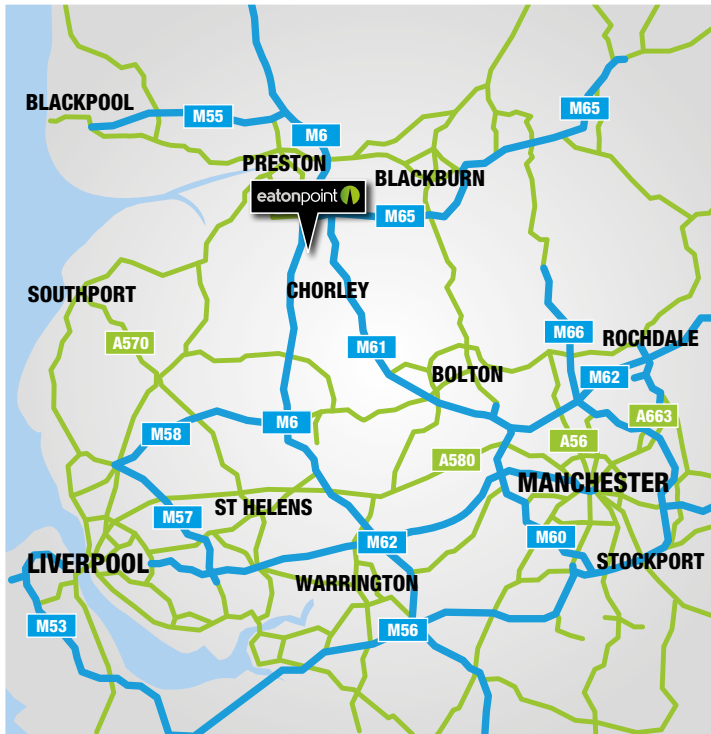 BLACKPOOL
M55
M6
M65
PRESTON
BLACKBURN
eatonpoint
M65
SOUTHPORT
CHORLEY
A570
M61
M66
ROCHDALE
BOLTON
M62
M58
M6
A56
A663
A580
MANCHESTER
M57
ST HELENS
M62
M60
LIVERPOOL
STOCKPORT
WARRINGTON
M53
M56